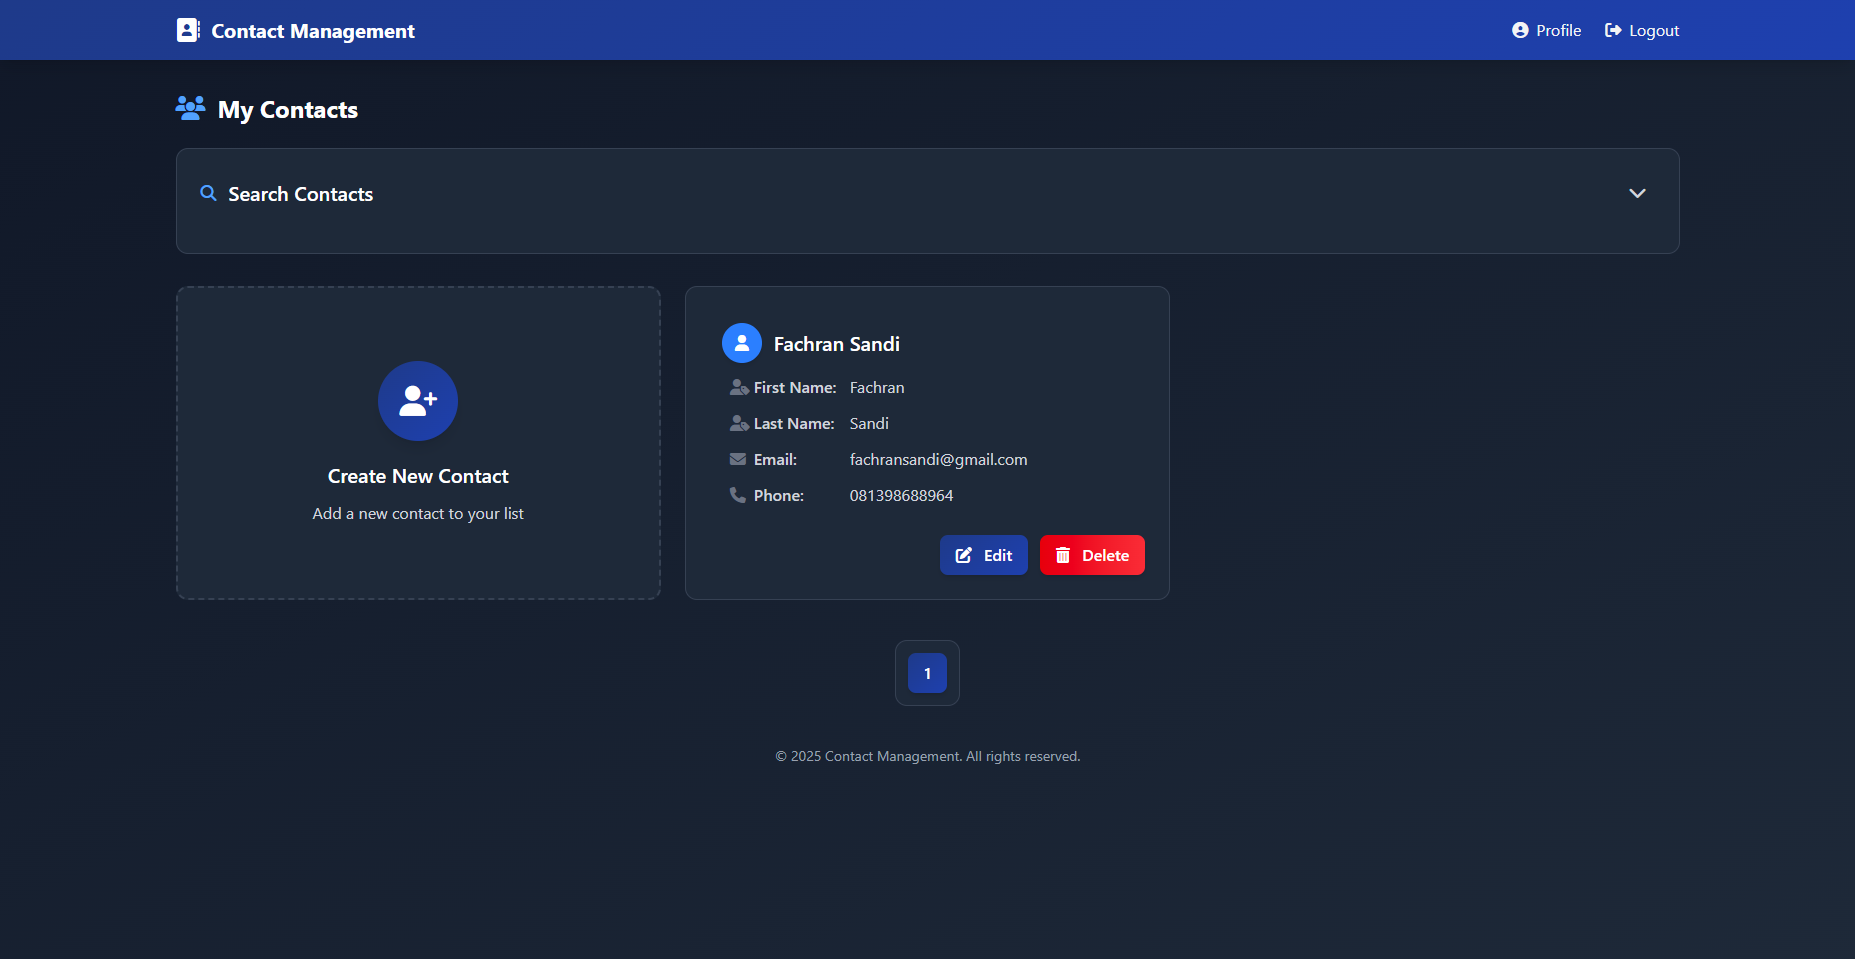 Contact Management
Profile
Logout
My Contacts
Search Contacts
Create New Contact
Add a new contact to your list
Fachran Sandi
First Name: Fachran
Last Name: Sandi
Email: fachransandi@gmail.com
Phone: 081398688964
Edit
Delete
1
© 2025 Contact Management. All rights reserved.